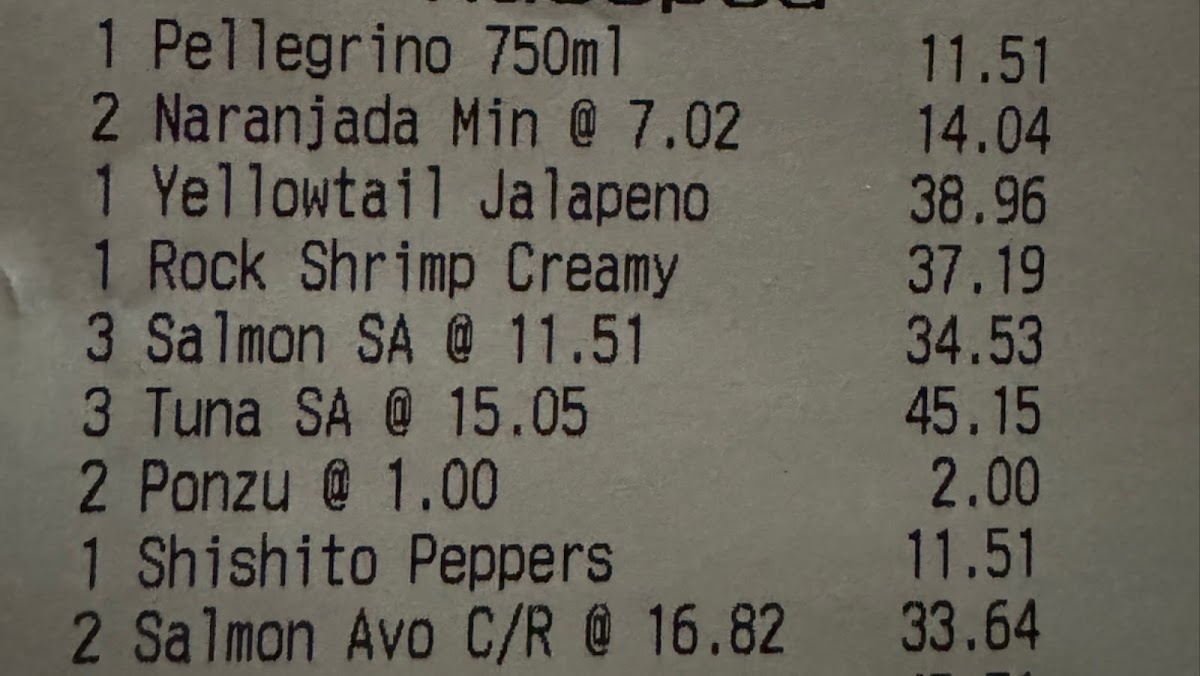 1 Pellegrino 750ml 11.51
2 Naranjada Min @ 7.02 14.04
1 Yellowtail Jalapeno 38.96
1 Rock Shrimp Creamy 37.19
3 Salmon SA @ 11.51 34.53
3 Tuna SA @ 15.05 45.15
2 Ponzu @ 1.00 2.00
1 Shishito Peppers 11.51
2 Salmon Avo C/R @ 16.82 33.64